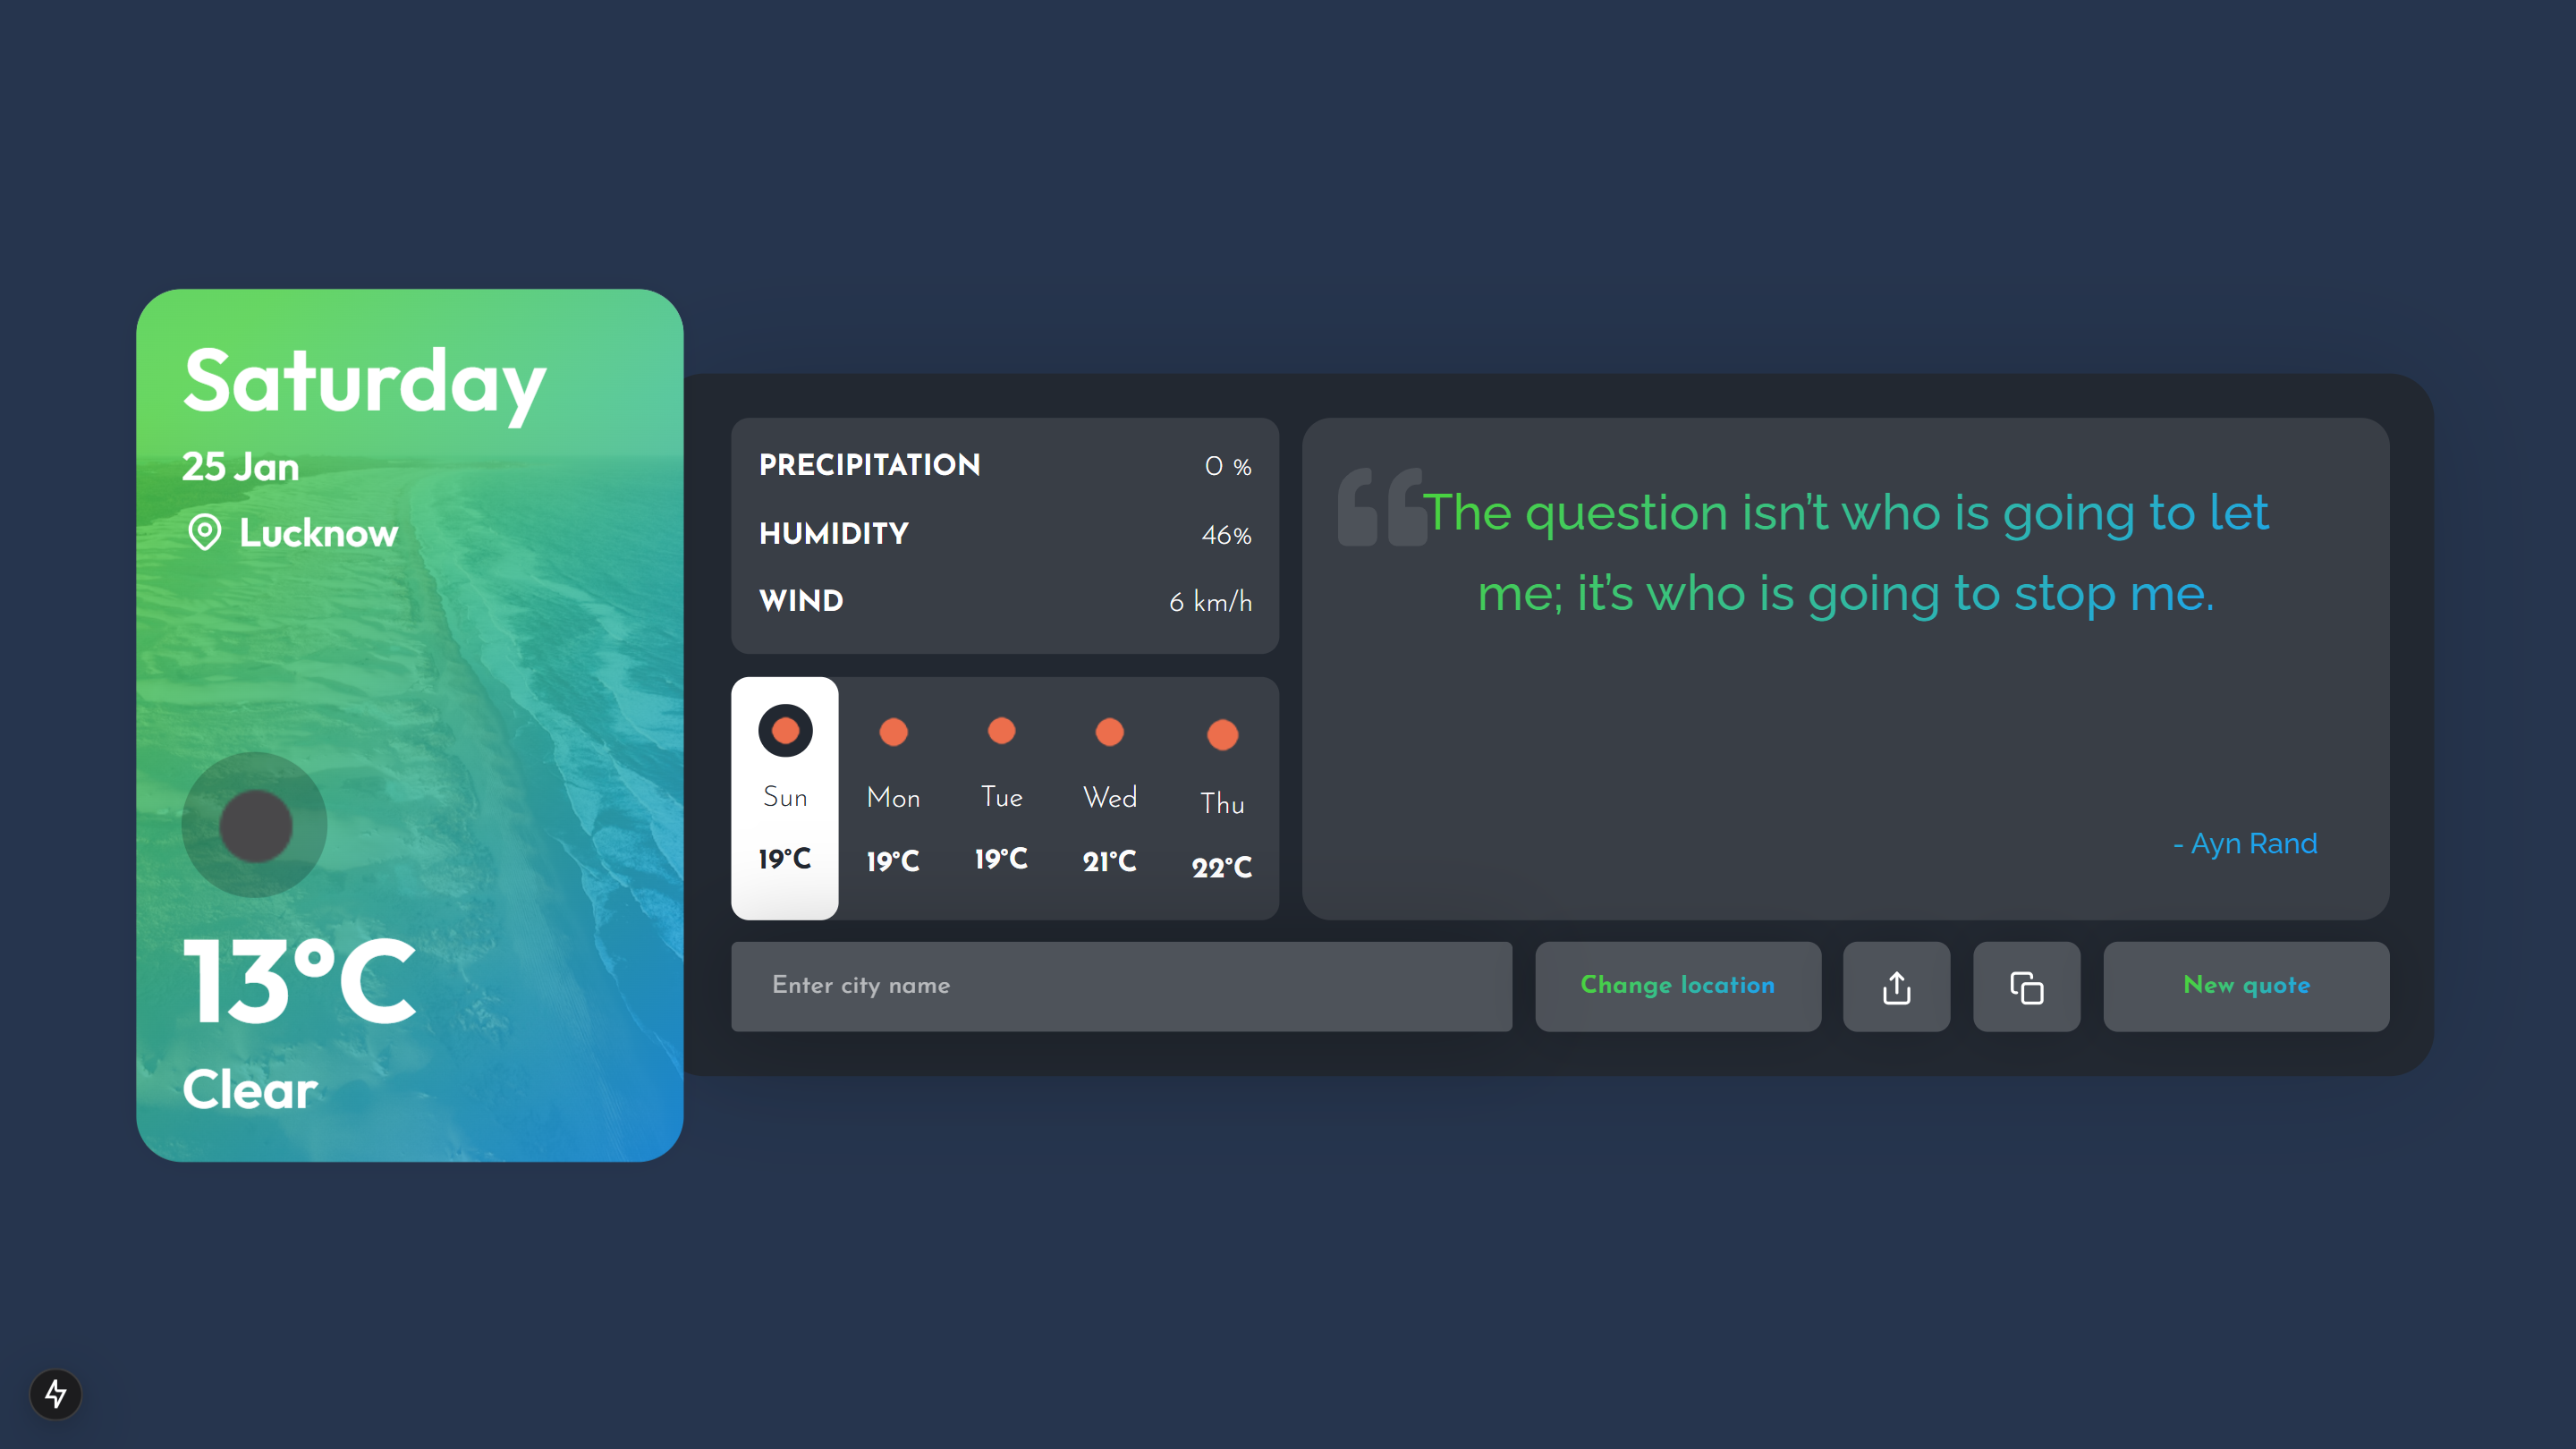 Saturday
25 Jan
Lucknow
13°C
Clear
PRECIPITATION 0 %
HUMIDITY 46%
WIND 6 km/h
Sun Mon Tue Wed Thu
19°C 19°C 19°C 21°C 22°C
The question isn’t who is going to let
me; it’s who is going to stop me.
- Ayn Rand
Enter city name
Change location
New quote